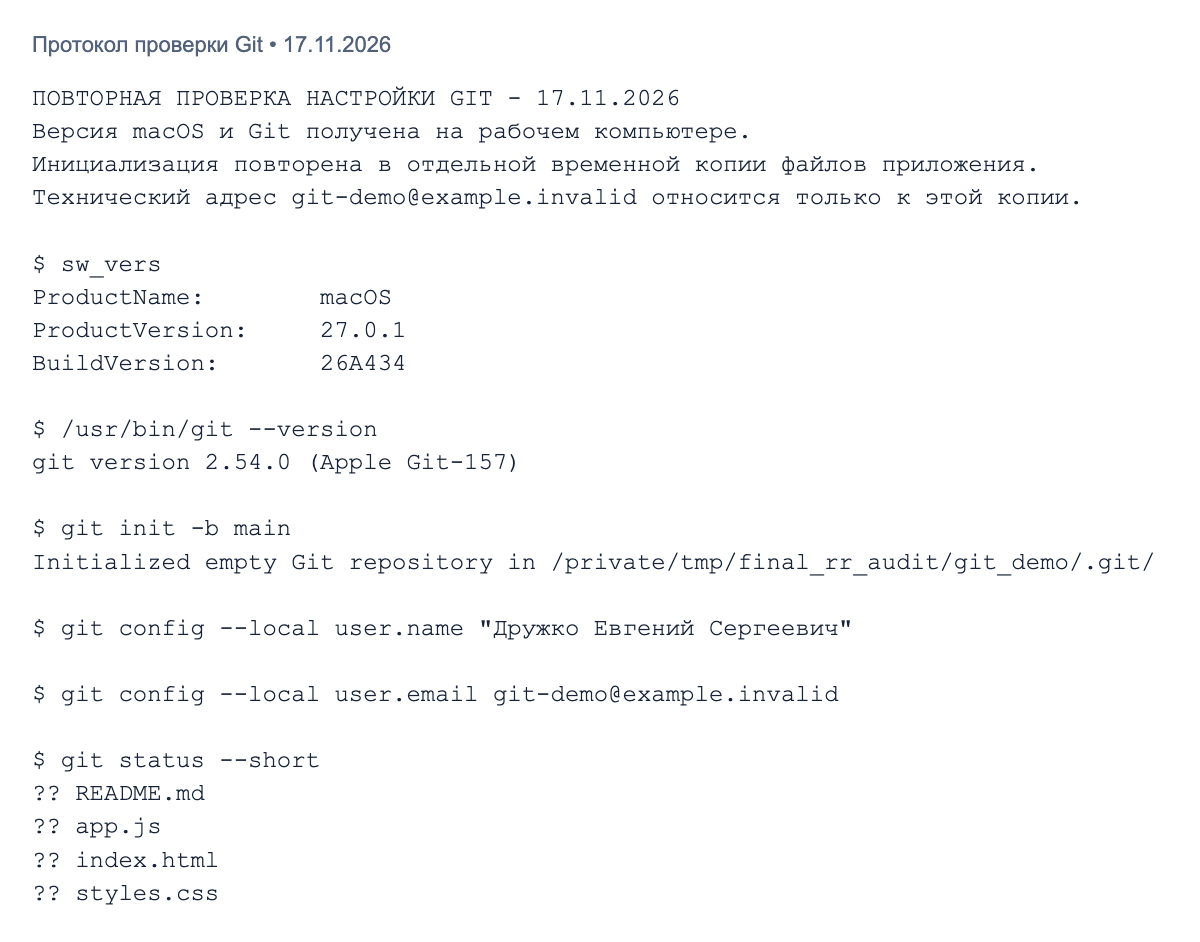 Протокол проверки Git • 17.11.2026
ПОВТОРНАЯ ПРОВЕРКА НАСТРОЙКИ GIT - 17.11.2026
Версия macOS и Git получена на рабочем компьютере.
Инициализация повторена в отдельной временной копии файлов приложения.
Технический адрес git-demo@example.invalid относится только к этой копии.
$ sw_vers
ProductName: macOS
ProductVersion: 27.0.1
BuildVersion: 26A434
$ /usr/bin/git --version
git version 2.54.0 (Apple Git-157)
$ git init -b main
Initialized empty Git repository in /private/tmp/final_rr_audit/git_demo/.git/
$ git config --local user.name "Дружко Евгений Сергеевич"
$ git config --local user.email git-demo@example.invalid
$ git status --short
?? README.md
?? app.js
?? index.html
?? styles.css